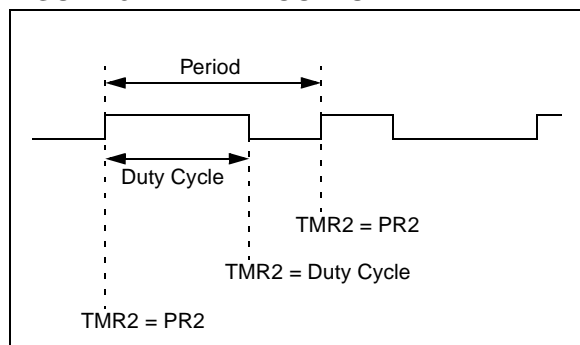 Period
Duty Cycle
TMR2 = PR2
TMR2 = Duty Cycle
TMR2 = PR2